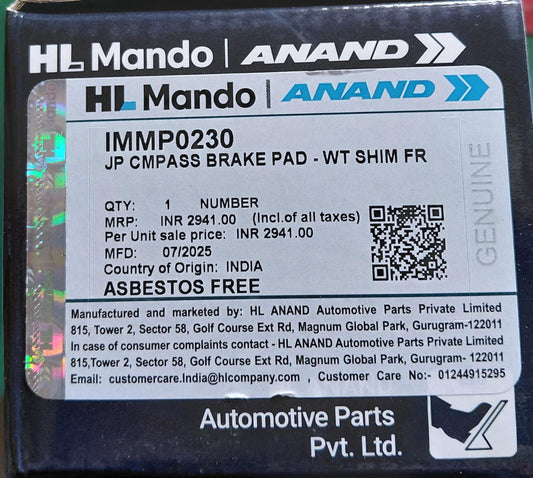 HL Mando | ANAND
HL Mando | ANAND
IMMP0230
JP CMPASS BRAKE PAD - WT SHIM FR
QTY: 1 NUMBER
MRP: INR 2941.00 (Incl.of all taxes)
Per Unit sale price: INR 2941.00
MFD: 07/2025
Country of Origin: INDIA
ASBESTOS FREE
GENUINE
Manufactured and marketed by: HL ANAND Automotive Parts Private Limited
815, Tower 2, Sector 58, Golf Course Ext Rd, Magnum Global Park, Gurugram-122011
In case of consumer complaints contact - HL ANAND Automotive Parts Private Limited
815,Tower 2, Sector 58, Golf Course Ext Rd, Magnum Global Park, Gurugram - 122011
Email: customercare.India@hlcompany.com , Customer Care No:- 01244915295
Automotive Parts
Pvt. Ltd.